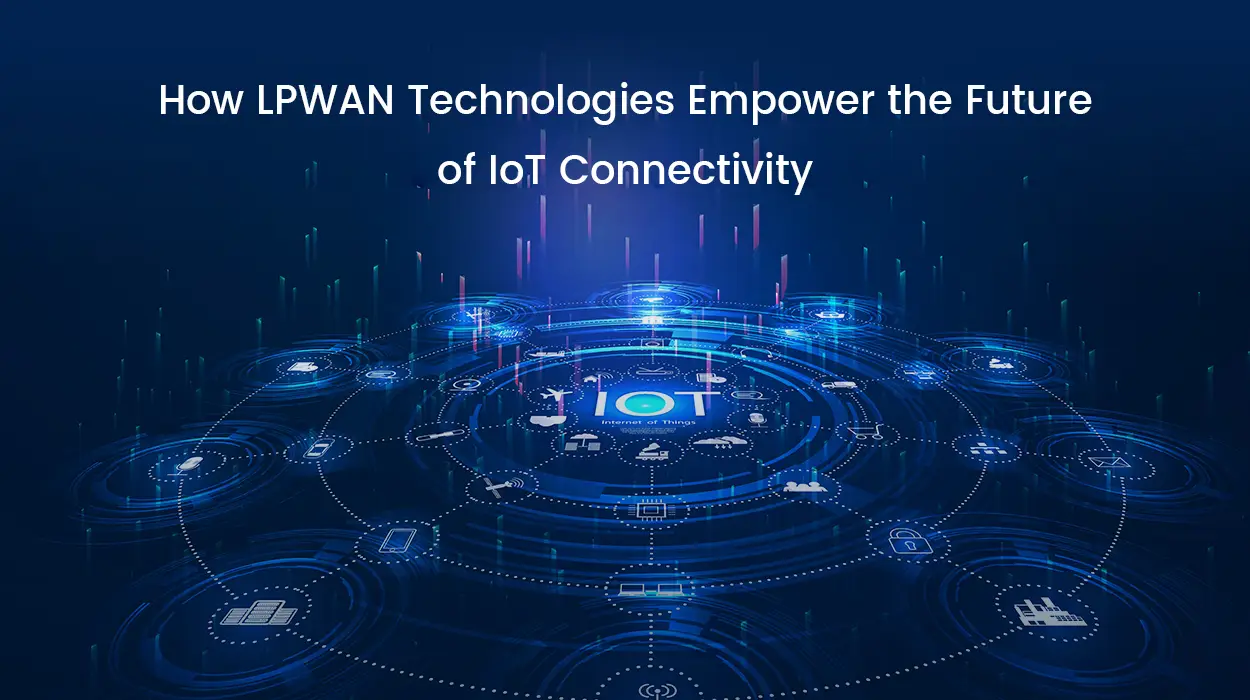 How LPWAN Technologies Empower the Future
of IoT Connectivity
IOT
Internet of Things